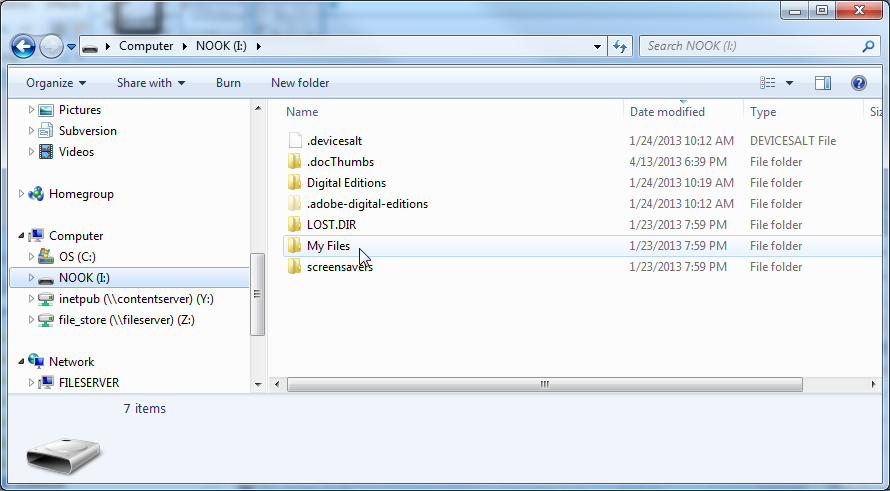 Computer NOOK (I:) Search NOOK (I:)
Organize Share with Burn New folder
Pictures
Subversion
Videos
Homegroup
Computer
OS (C:)
NOOK (I:)
inetpub (\\contentserver) (Y:)
file_store (\\fileserver) (Z:)
Network
FILESERVER
Name Date modified Type Siz
.devicesalt 1/24/2013 10:12 AM DEVICESALT File
.docThumbs 4/13/2013 6:39 PM File folder
Digital Editions 1/24/2013 10:19 AM File folder
.adobe-digital-editions 1/24/2013 10:12 AM File folder
LOST.DIR 1/23/2013 7:59 PM File folder
My Files 1/23/2013 7:59 PM File folder
screensavers 1/23/2013 7:59 PM File folder
7 items